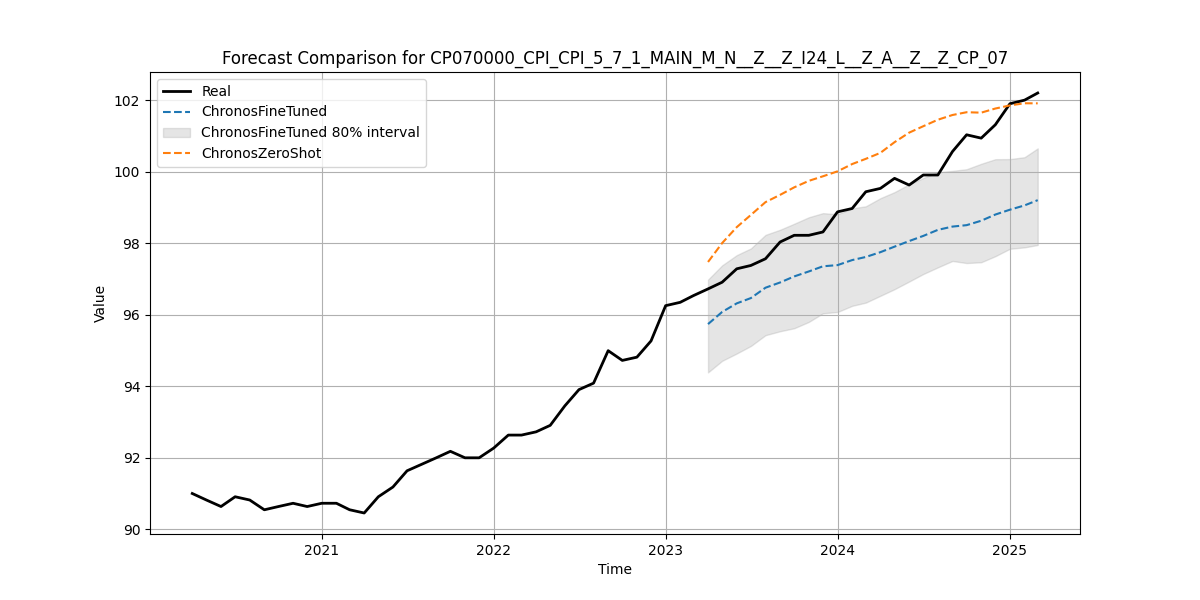 Forecast Comparison for CP070000_CPI_CPI_5_7_1_MAIN_M_N__Z__Z_I24_L__Z_A__Z__Z_CP_07
Real
ChronosFineTuned
ChronosFineTuned 80% interval
ChronosZeroShot
Value
102
100
98
96
94
92
90
2021
2022
2023
2024
2025
Time